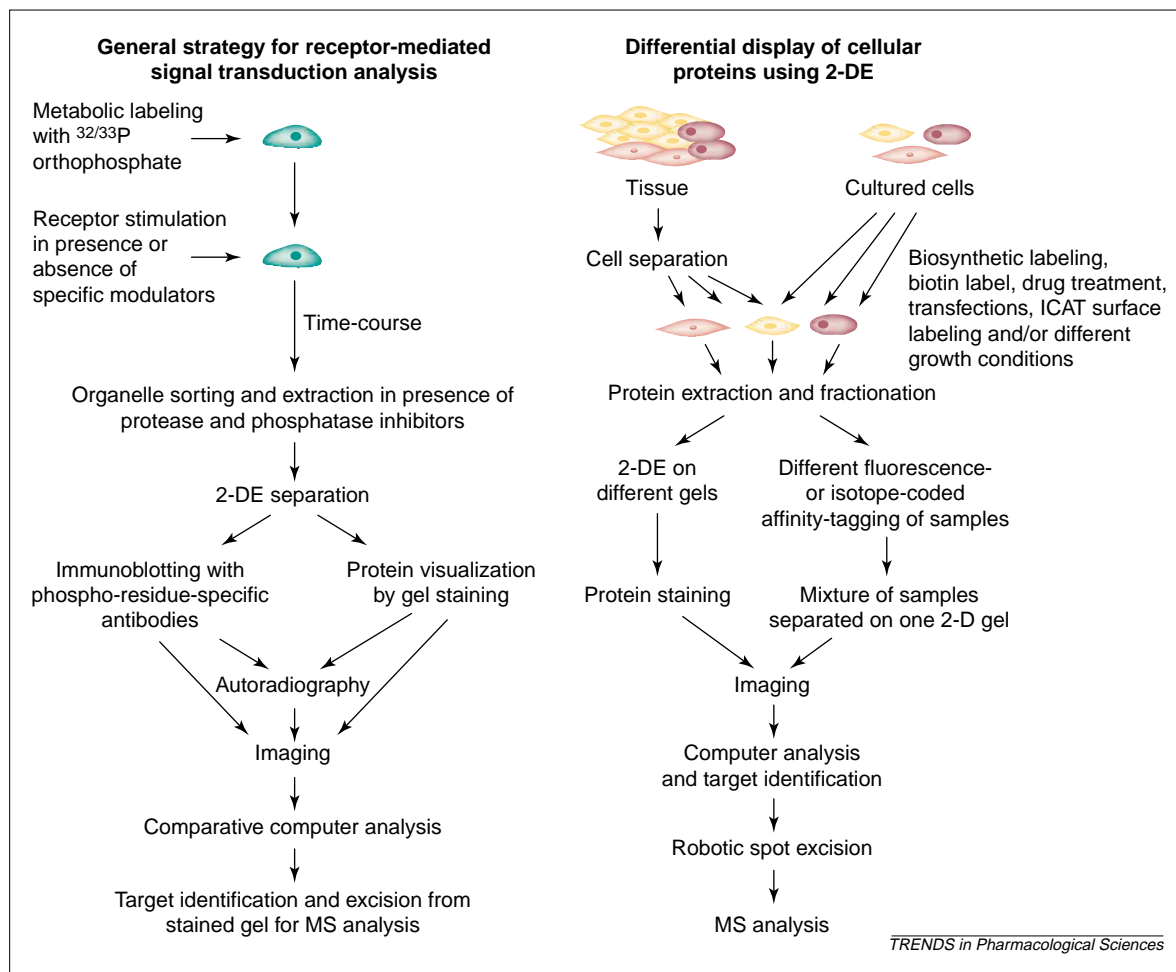 General strategy for receptor-mediated
signal transduction analysis
Metabolic labeling
with 32/33P
orthophosphate
Receptor stimulation
in presence or
absence of
specific modulators
Time-course
Organelle sorting and extraction in presence of
protease and phosphatase inhibitors
2-DE separation
Immunoblotting with
phospho-residue-specific
antibodies
Protein visualization
by gel staining
Autoradiography
Imaging
Comparative computer analysis
Target identification and excision from
stained gel for MS analysis
Differential display of cellular
proteins using 2-DE
Tissue
Cultured cells
Cell separation
Biosynthetic labeling,
biotin label, drug treatment,
transfections, ICAT surface
labeling and/or different
growth conditions
Protein extraction and fractionation
2-DE on
different gels
Different fluorescence-
or isotope-coded
affinity-tagging of samples
Protein staining
Mixture of samples
separated on one 2-D gel
Imaging
Computer analysis
and target identification
Robotic spot excision
MS analysis
TRENDS in Pharmacological Sciences